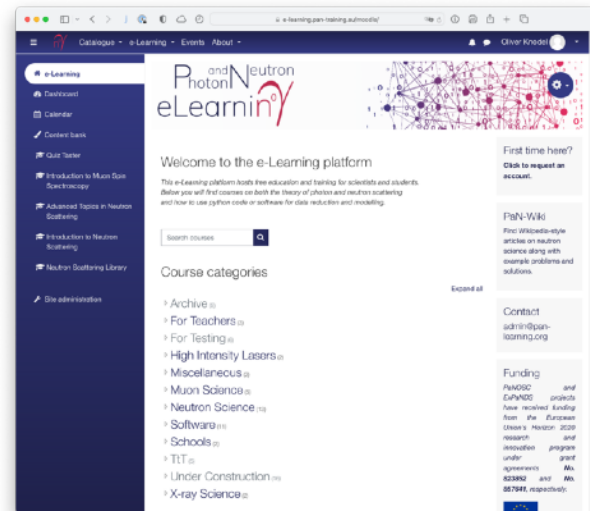 e-learning.pan-training.eu/moodle/
Catalogue e-Learning Events About
Oliver Knodel
e-Learning
Dashboard
Calendar
Content bank
Quiz Taster
Introduction to Muon Spin
Spectroscopy
Advanced Topics in Neutron
Scattering
Introduction to Neutron
Scattering
Neutron Scattering Library
Site administration
Photon and Neutron
eLearning
Welcome to the e-Learning platform
This e-Learning platform hosts free education and training for scientists and students.
Below you will find courses on both the theory of photon and neutron scattering
and how to use python code or software for data reduction and modelling.
Search courses
Course categories
Expand all
Archive
For Teachers
For Testing
High Intensity Lasers
Miscellaneous
Muon Science
Neutron Science
Software
Schools
TtT
Under Construction
X-ray Science
First time here?
Click to request an
account.
PaN-Wiki
Find Wikipedia-style
articles on neutron
science along with
example problems and
solutions.
Contact
admin@pan-
learning.org
Funding
PaNOSC and
ExPaNDS projects
have received funding
from the European
Union's Horizon 2020
research and
innovation program
under grant
agreements No.
823852 and No.
857641, respectively.